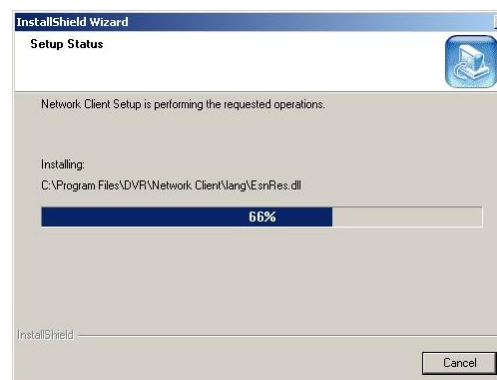 InstallShield Wizard
Setup Status
Network Client Setup is performing the requested operations.
Installing:
C:\Program Files\DVR\Network Client\lang\EsnRes.dll
66%
InstallShield
Cancel